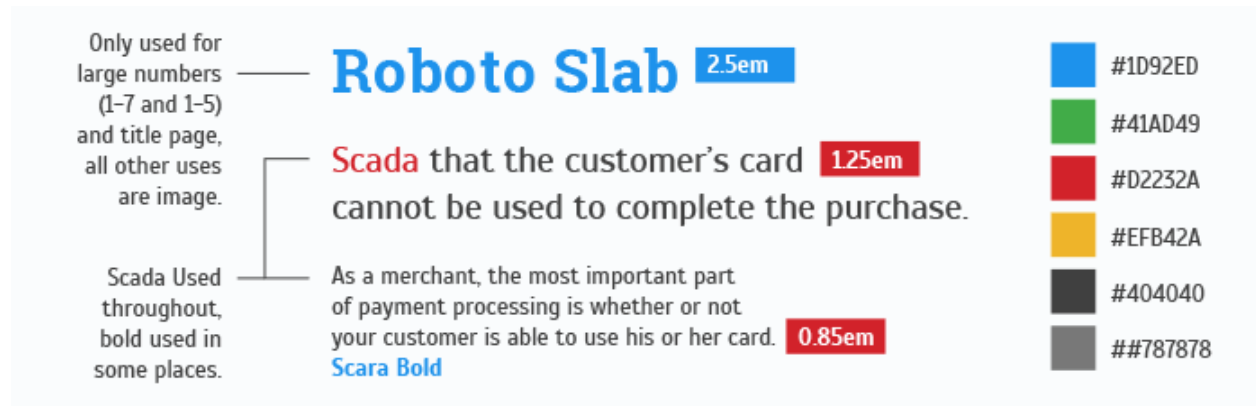 Only used for
large numbers
(1–7 and 1–5)
and title page,
all other uses
are image.
Roboto Slab 2.5em
Scada that the customer's card 1.25em
cannot be used to complete the purchase.
Scada Used
throughout,
bold used in
some places.
As a merchant, the most important part
of payment processing is whether or not
your customer is able to use his or her card. 0.85em
Scara Bold
#1D92ED
#41AD49
#D2232A
#EFB42A
#404040
##787878